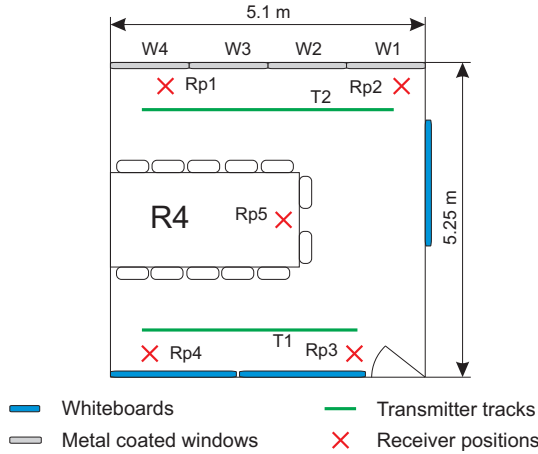 5.1 m
W4 W3 W2 W1
Rp1 Rp2
T2
R4 Rp5
5.25 m
T1
Rp4 Rp3
Whiteboards Transmitter tracks
Metal coated windows Receiver positions